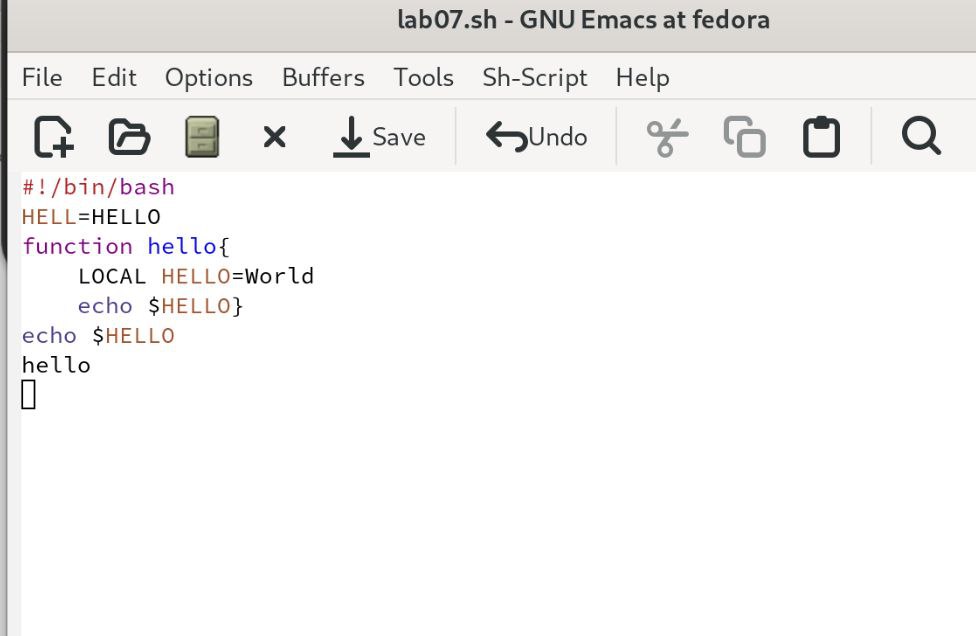 lab07.sh - GNU Emacs at fedora
File Edit Options Buffers Tools Sh-Script Help
Save Undo
#!/bin/bash
HELL=HELLO
function hello{
    LOCAL HELLO=World
    echo $HELLO}
echo $HELLO
hello